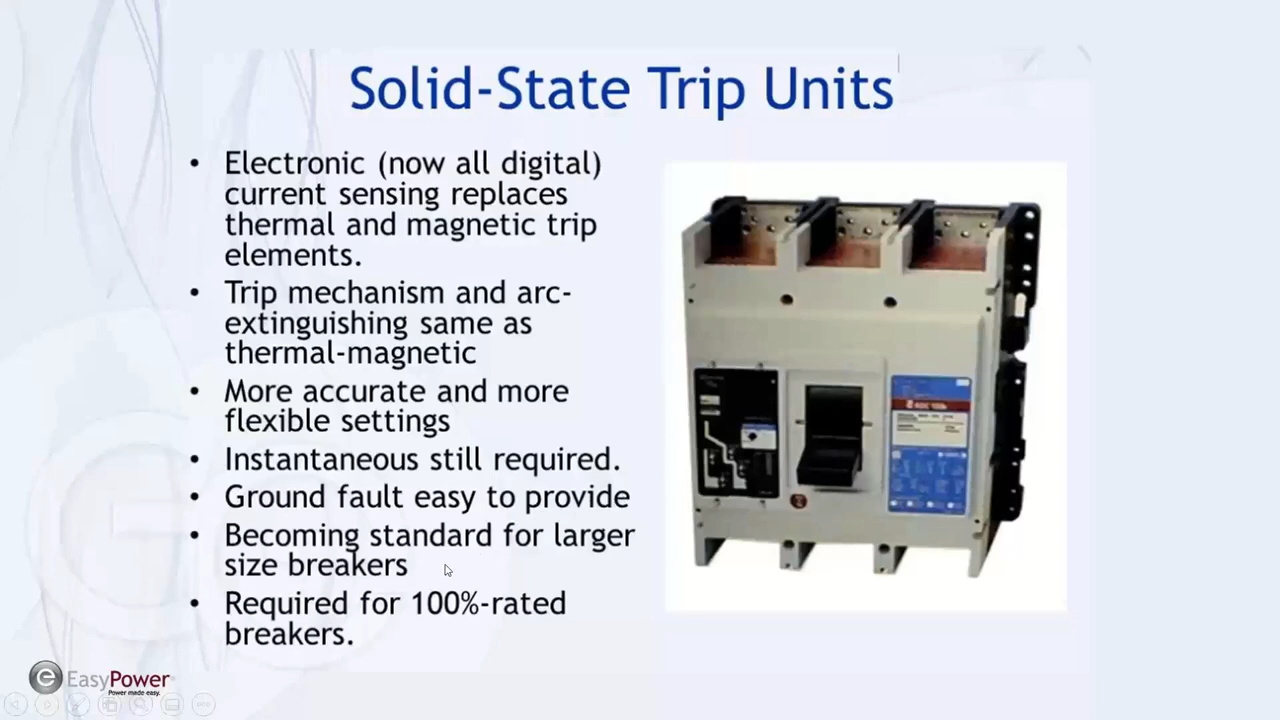 Solid-State Trip Units
• Electronic (now all digital)
current sensing replaces
thermal and magnetic trip
elements.
• Trip mechanism and arc-
extinguishing same as
thermal-magnetic
• More accurate and more
flexible settings
• Instantaneous still required.
• Ground fault easy to provide
• Becoming standard for larger
size breakers
• Required for 100%-rated
breakers.
EasyPower
Power made easy.